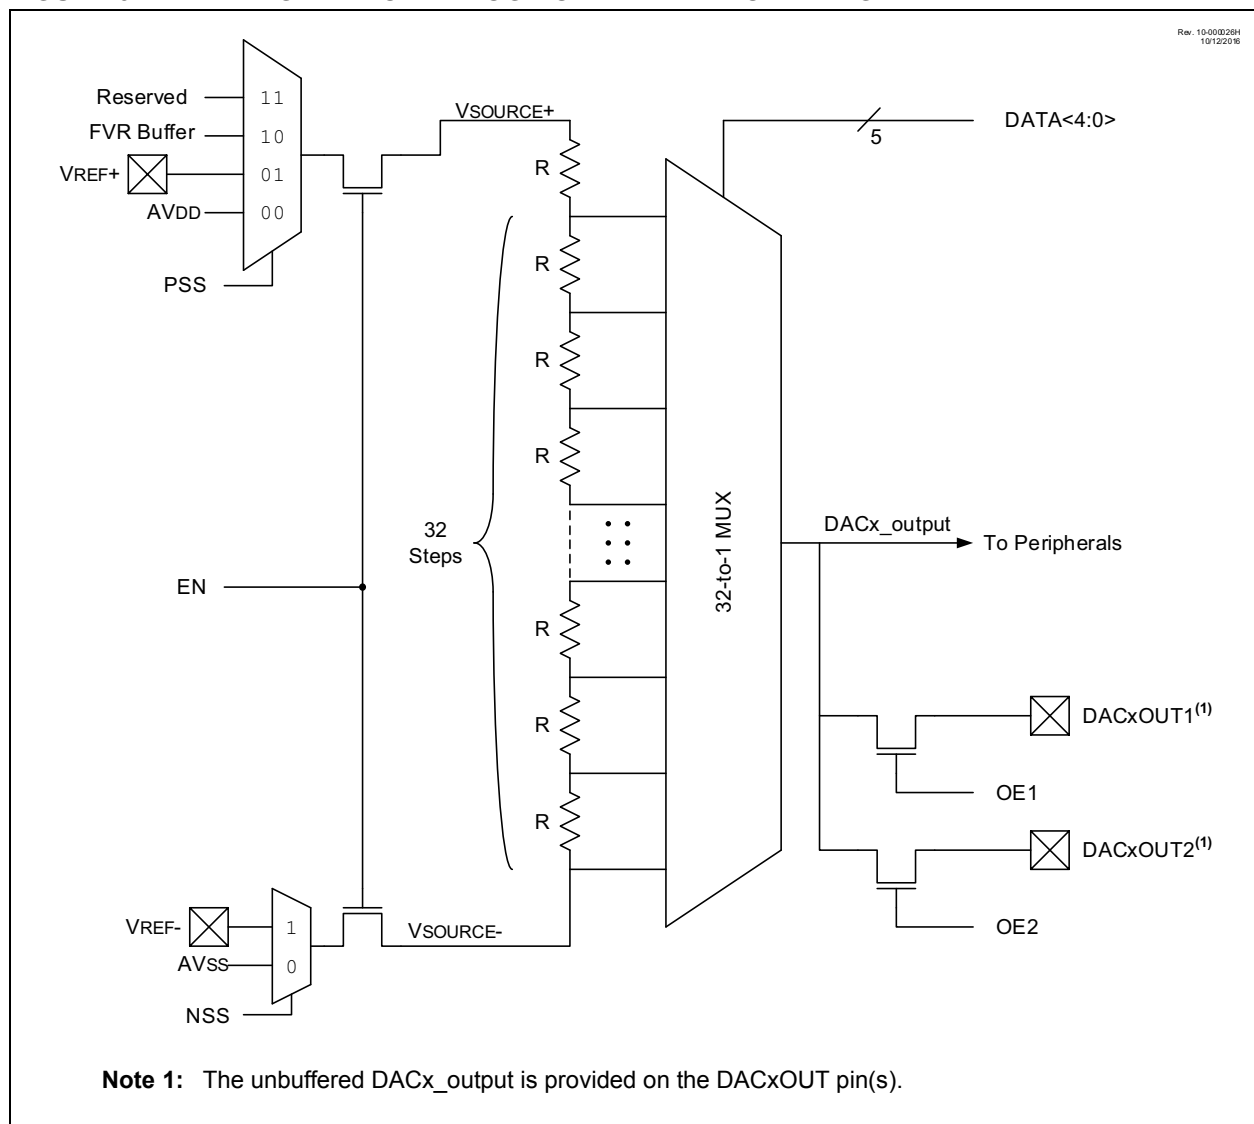 Rev. 10-000026H
10/12/2016
Reserved
11
FVR Buffer
10
VREF+
01
AVDD
00
PSS
VSOURCE+
R
R
R
R
R
R
R
32
Steps
32-to-1 MUX
5
DATA<4:0>
DACx_output
To Peripherals
EN
DACxOUT1(1)
OE1
DACxOUT2(1)
OE2
VREF-
1
AVSS
0
NSS
VSOURCE-
Note 1: The unbuffered DACx_output is provided on the DACxOUT pin(s).